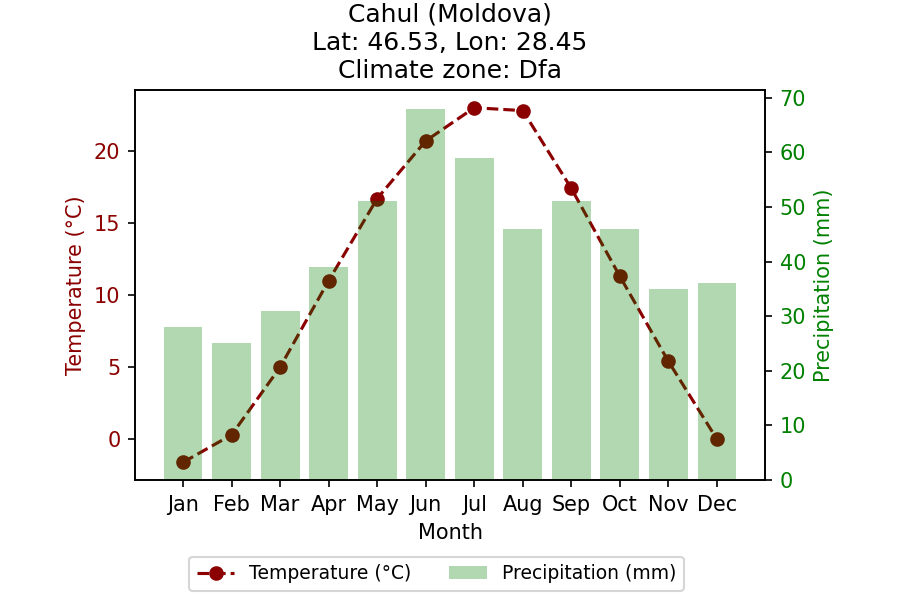 Cahul (Moldova)
Lat: 46.53, Lon: 28.45
Climate zone: Dfa
Temperature (°C)
20
15
10
5
0
70
60
50
40
30
20
10
0
Precipitation (mm)
Jan Feb Mar Apr May Jun Jul Aug Sep Oct Nov Dec
Month
Temperature (°C) Precipitation (mm)